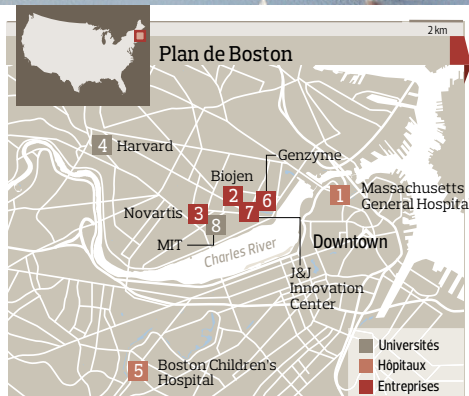 2 km
Plan de Boston
4 Harvard
Genzyme
Biojen
2
6
1
Massachusetts
General Hospita
Novartis 3
7
8
MIT
Charles River
Downtown
J&J
Innovation
Center
5 Boston Children's
Hospital
Universités
Hôpitaux
Entreprises